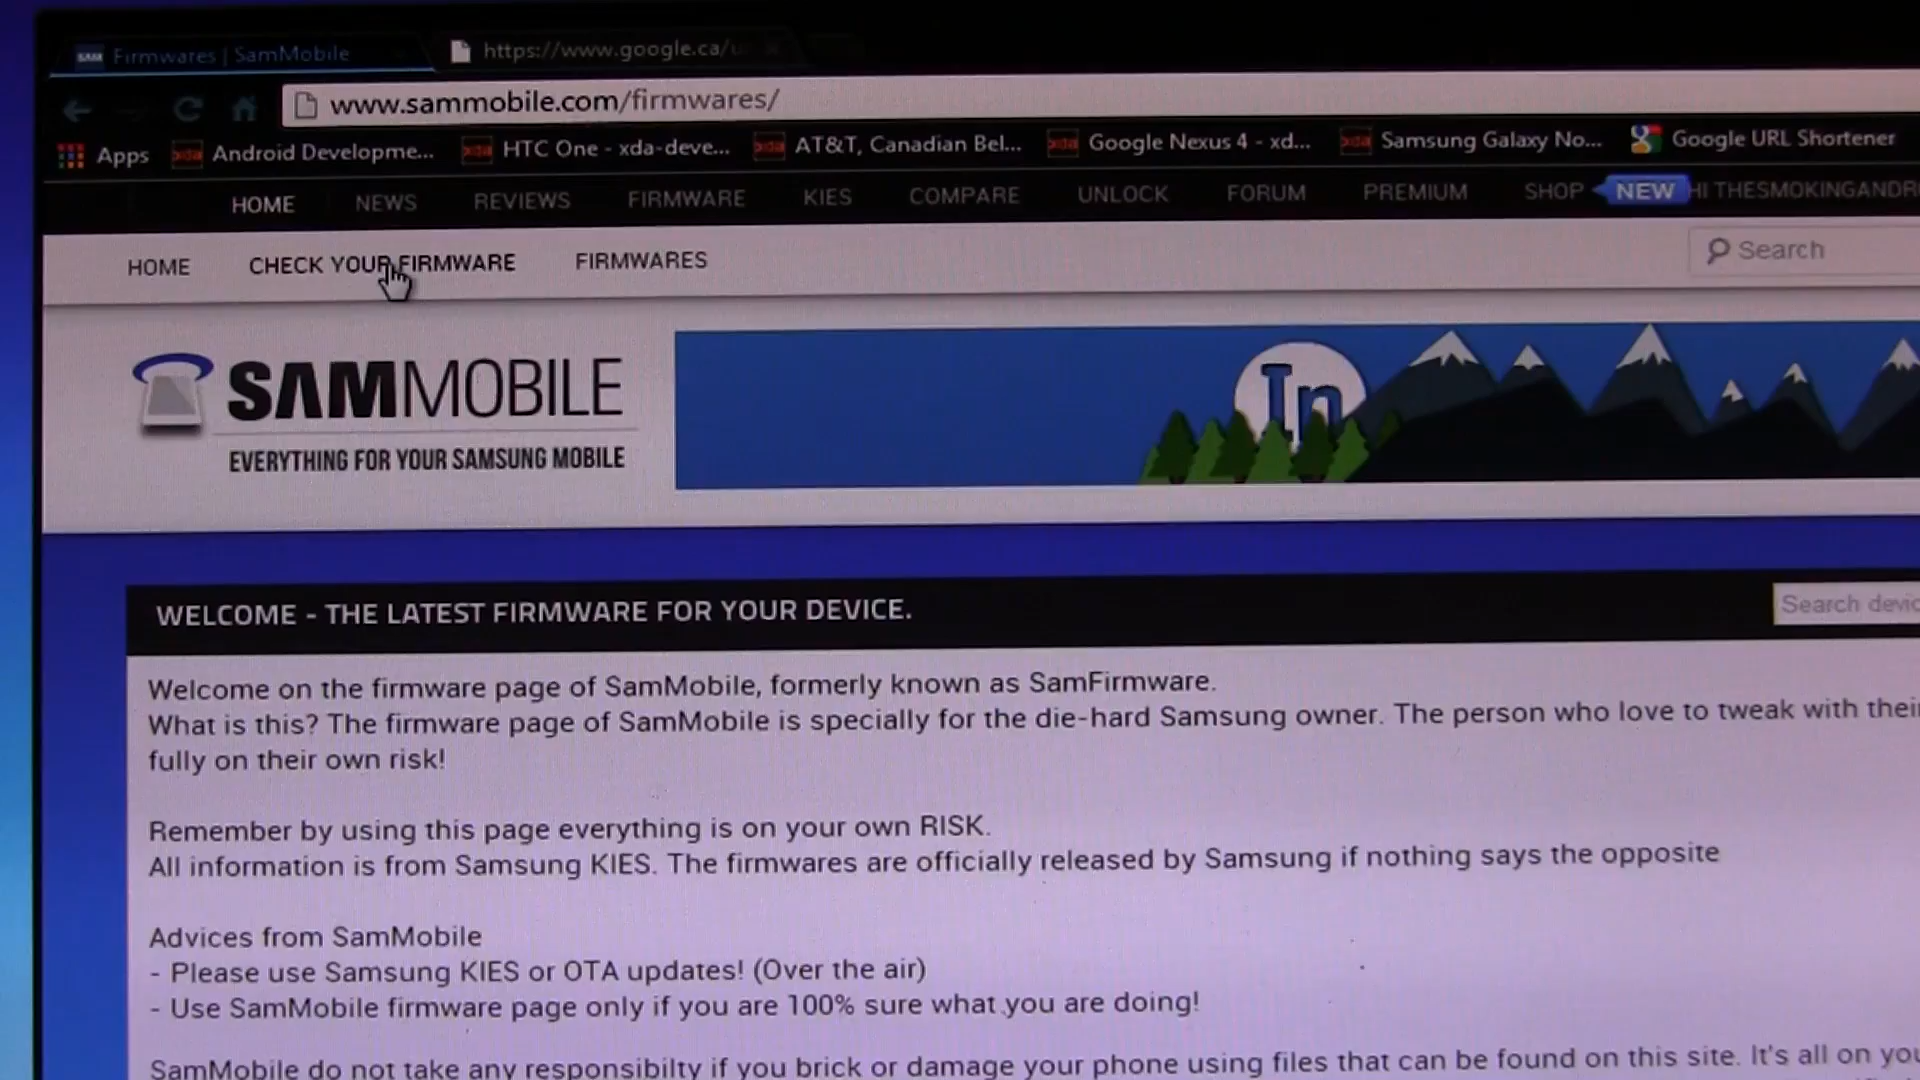 SAM Firmwares | SamMobile
https://www.google.ca/u
www.sammobile.com/firmwares/
Apps
xda Android Developme...
xda HTC One - xda-deve...
xda AT&T, Canadian Bel...
xda Google Nexus 4 - xd...
xda Samsung Galaxy No...
Google URL Shortener
HOME NEWS REVIEWS FIRMWARE KIES COMPARE UNLOCK FORUM PREMIUM SHOP NEW HI THESMOKINGANDR
HOME CHECK YOUR FIRMWARE FIRMWARES
Search
SAMMOBILE
EVERYTHING FOR YOUR SAMSUNG MOBILE
In
WELCOME - THE LATEST FIRMWARE FOR YOUR DEVICE.
Search devic
Welcome on the firmware page of SamMobile, formerly known as SamFirmware.
What is this? The firmware page of SamMobile is specially for the die-hard Samsung owner. The person who love to tweak with their
fully on their own risk!
Remember by using this page everything is on your own RISK.
All information is from Samsung KIES. The firmwares are officially released by Samsung if nothing says the opposite
Advices from SamMobile
- Please use Samsung KIES or OTA updates! (Over the air)
- Use SamMobile firmware page only if you are 100% sure what you are doing!
SamMobile do not take any responsibilty if you brick or damage your phone using files that can be found on this site. It's all on you